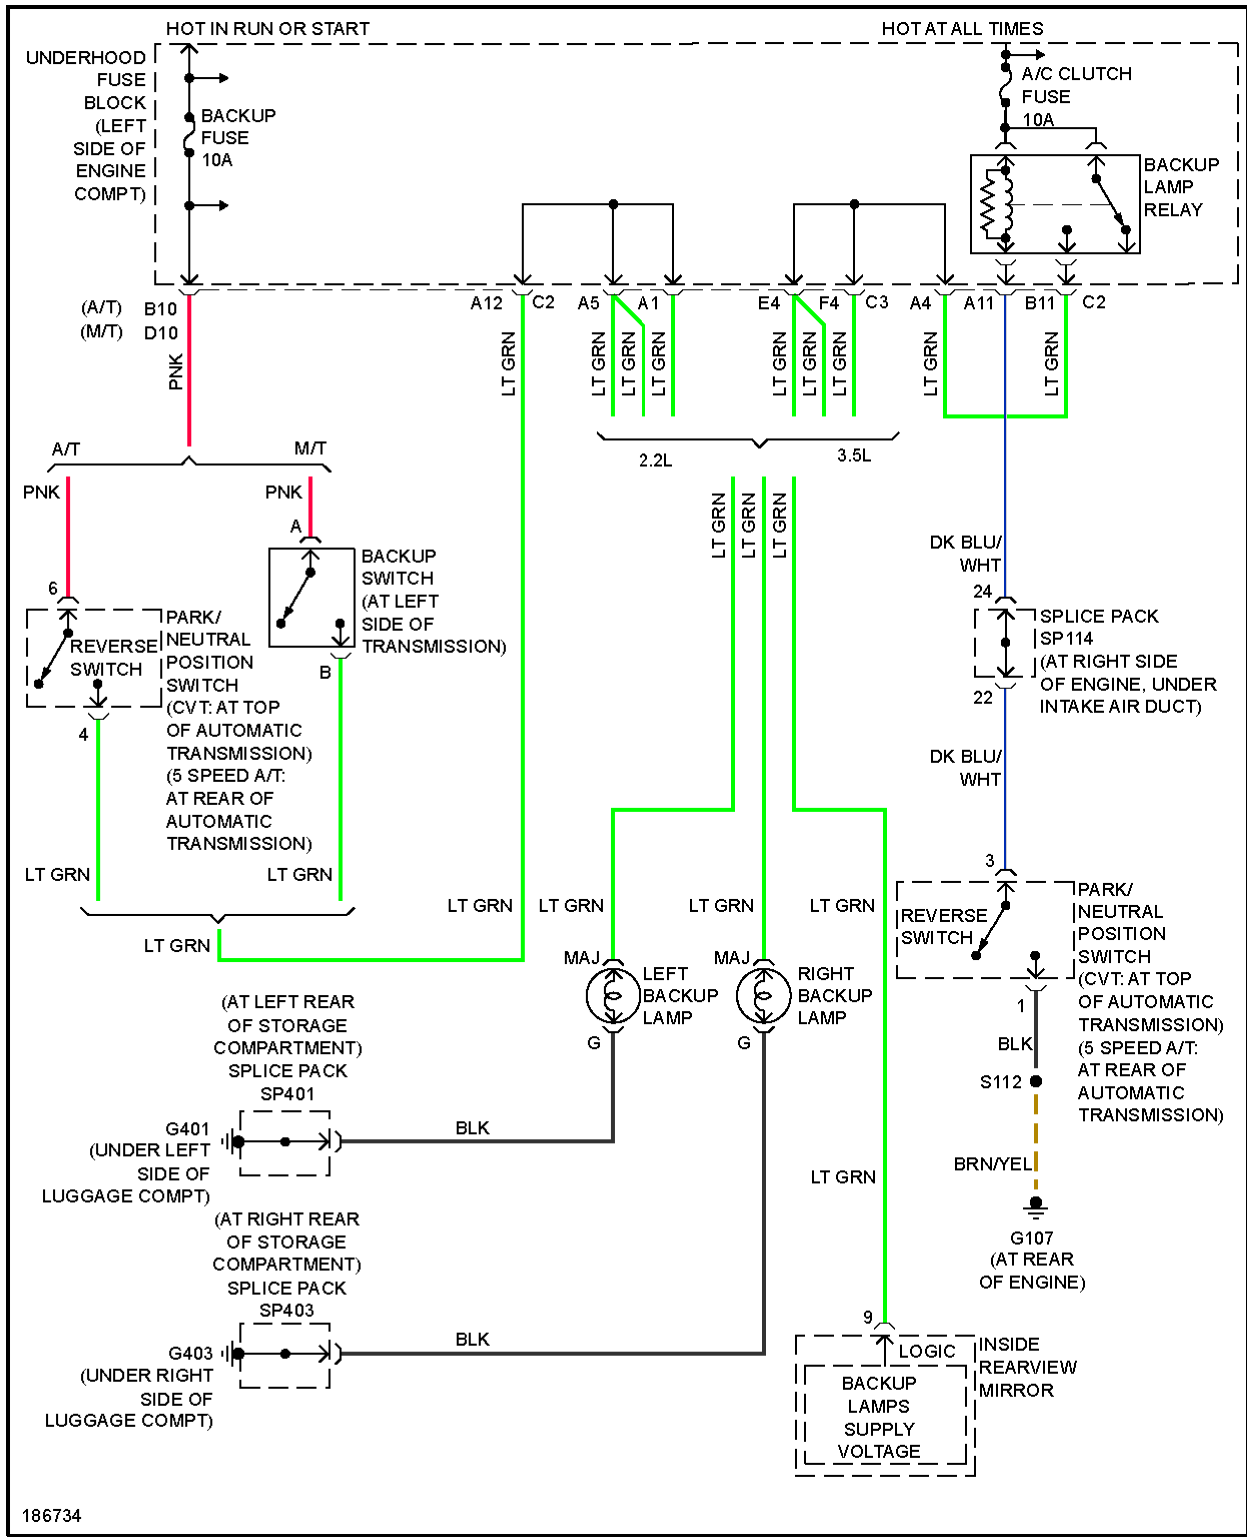 HOT IN RUN OR START
HOT AT ALL TIMES
UNDERHOOD
FUSE
BLOCK
(LEFT
SIDE OF
ENGINE
COMPT)
BACKUP
FUSE
10A
A/C CLUTCH
FUSE
10A
BACKUP
LAMP
RELAY
(A/T) B10
(M/T) D10
A12 C2
A5
A1
E4
F4 C3
A4
A11
B11
C2
PNK
LT GRN
LT GRN
LT GRN
LT GRN
LT GRN
LT GRN
LT GRN
LT GRN
LT GRN
A/T
M/T
2.2L
3.5L
PNK
PNK
A
BACKUP
SWITCH
(AT LEFT
SIDE OF
TRANSMISSION)
B
6
REVERSE
SWITCH
PARK/
NEUTRAL
POSITION
SWITCH
(CVT: AT TOP
OF AUTOMATIC
TRANSMISSION)
(5 SPEED A/T:
AT REAR OF
AUTOMATIC
TRANSMISSION)
4
LT GRN
LT GRN
LT GRN
LT GRN
LT GRN
LT GRN
LT GRN
DK BLU/
WHT
24
SPLICE PACK
SP114
(AT RIGHT SIDE
OF ENGINE, UNDER
INTAKE AIR DUCT)
22
DK BLU/
WHT
3
REVERSE
SWITCH
PARK/
NEUTRAL
POSITION
SWITCH
(CVT: AT TOP
OF AUTOMATIC
TRANSMISSION)
(5 SPEED A/T:
AT REAR OF
AUTOMATIC
TRANSMISSION)
1
BLK
S112
BRN/YEL
G107
(AT REAR
OF ENGINE)
LT GRN
LT GRN
LT GRN
MAJ
LEFT
BACKUP
LAMP
G
MAJ
RIGHT
BACKUP
LAMP
G
(AT LEFT REAR
OF STORAGE
COMPARTMENT)
SPLICE PACK
SP401
G401
(UNDER LEFT
SIDE OF
LUGGAGE COMPT)
BLK
(AT RIGHT REAR
OF STORAGE
COMPARTMENT)
SPLICE PACK
SP403
G403
(UNDER RIGHT
SIDE OF
LUGGAGE COMPT)
BLK
LT GRN
9
LOGIC
BACKUP
LAMPS
SUPPLY
VOLTAGE
INSIDE
REARVIEW
MIRROR
186734